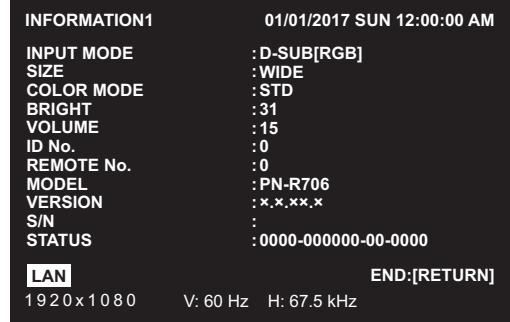 INFORMATION1 01/01/2017 SUN 12:00:00 AM
INPUT MODE :D-SUB[RGB]
SIZE :WIDE
COLOR MODE :STD
BRIGHT :31
VOLUME :15
ID No. :0
REMOTE No. :0
MODEL :PN-R706
VERSION :×.×.××.×
S/N :
STATUS :0000-000000-00-0000
LAN END:[RETURN]
1920x1080 V: 60 Hz H: 67.5 kHz